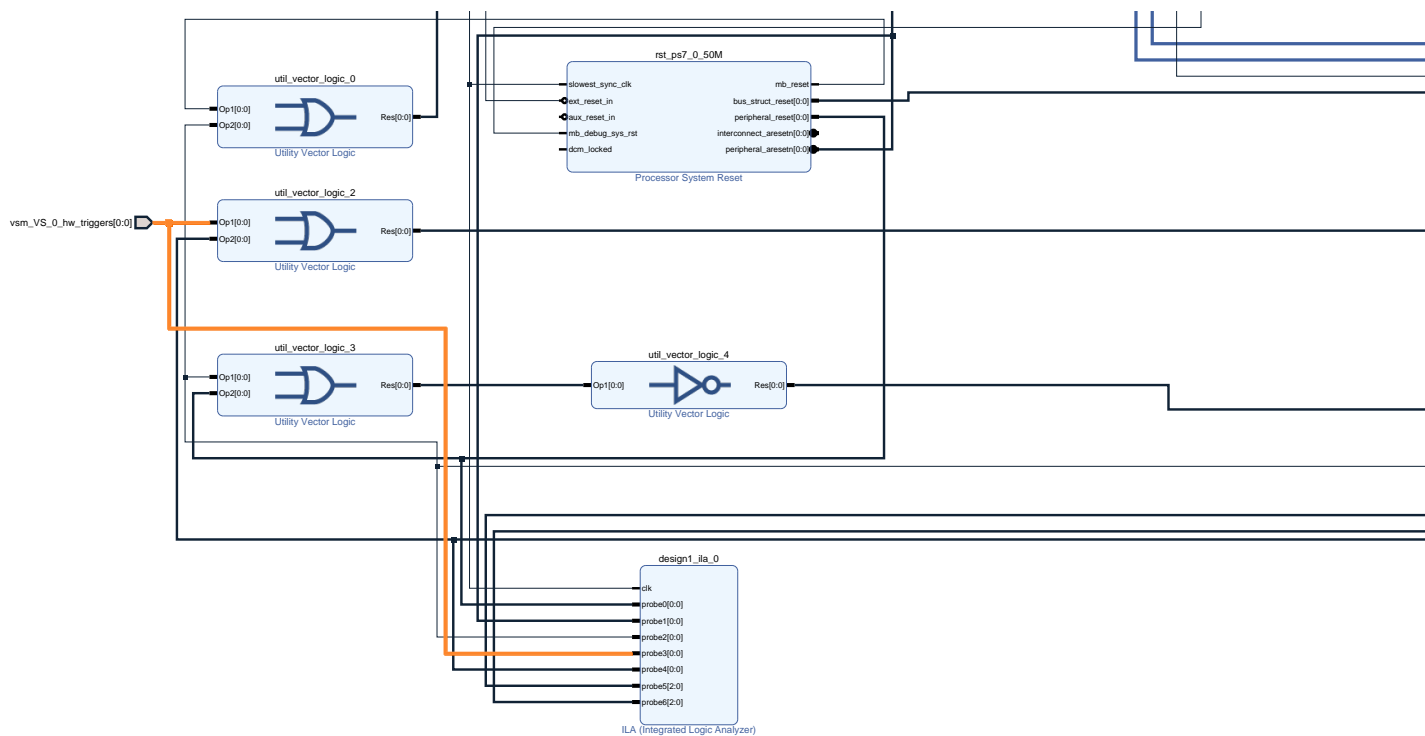 util_vector_logic_0
Op1[0:0]
Op2[0:0]
Res[0:0]
Utility Vector Logic
rst_ps7_0_50M
slowest_sync_clk
ext_reset_in
aux_reset_in
mb_debug_sys_rst
dcm_locked
mb_reset
bus_struct_reset[0:0]
peripheral_reset[0:0]
interconnect_aresetn[0:0]
peripheral_aresetn[0:0]
Processor System Reset
vsm_VS_0_hw_triggers[0:0]
util_vector_logic_2
Op1[0:0]
Op2[0:0]
Res[0:0]
Utility Vector Logic
util_vector_logic_3
Op1[0:0]
Op2[0:0]
Res[0:0]
Utility Vector Logic
util_vector_logic_4
Op1[0:0]
Res[0:0]
Utility Vector Logic
design1_ila_0
clk
probe0[0:0]
probe1[0:0]
probe2[0:0]
probe3[0:0]
probe4[0:0]
probe5[2:0]
probe6[2:0]
ILA (Integrated Logic Analyzer)